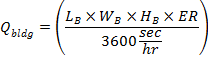 Q_bldg = ( (L_B × W_B × H_B × ER) / (3600 sec/hr) )